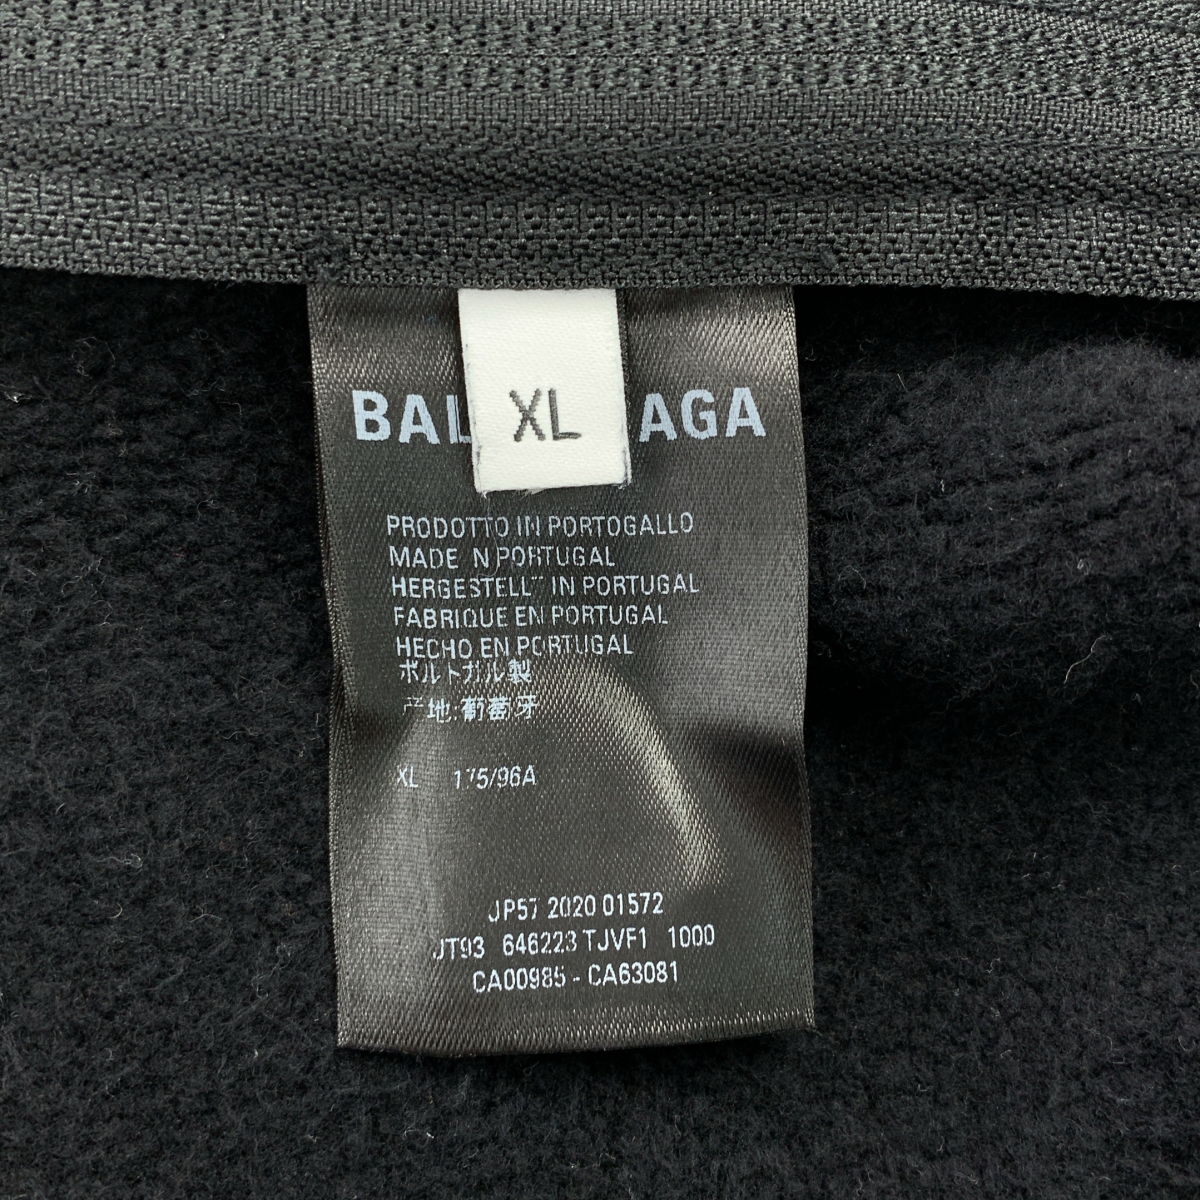 BAL AGA
XL
PRODOTTO IN PORTOGALLO
MADE IN PORTUGAL
HERGESTELLT IN PORTUGAL
FABRIQUE EN PORTUGAL
HECHO EN PORTUGAL
ポルトガル製
产地:葡萄牙
XL 175/96A
JP57 2020 01572
JT93 646223 TJVF1 1000
CA00985 - CA63081